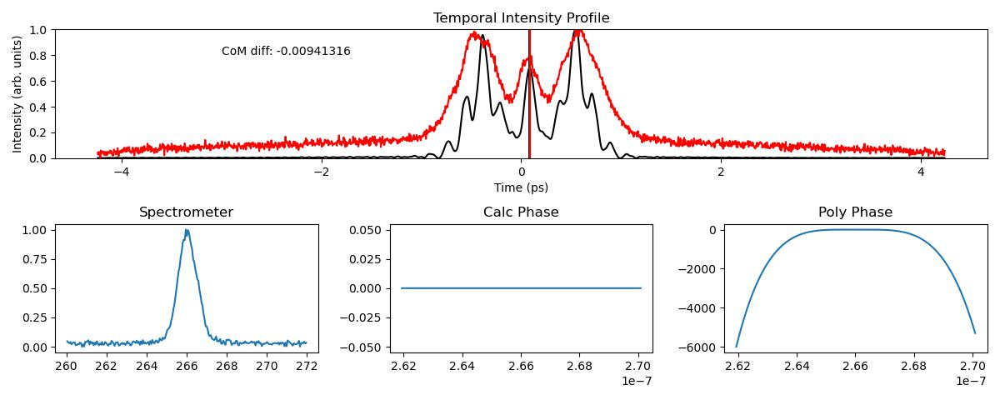 Temporal Intensity Profile
Intensity (arb. units)
1.0
0.8
0.6
0.4
0.2
0.0
CoM diff: -0.00941316
−4 −2 0 2 4
Time (ps)
Spectrometer
1.00
0.75
0.50
0.25
0.00
260 262 264 266 268 270 272
Calc Phase
0.050
0.025
0.000
−0.025
−0.050
2.62 2.64 2.66 2.68 2.70
1e−7
Poly Phase
0
−2000
−4000
−6000
2.62 2.64 2.66 2.68 2.70
1e−7